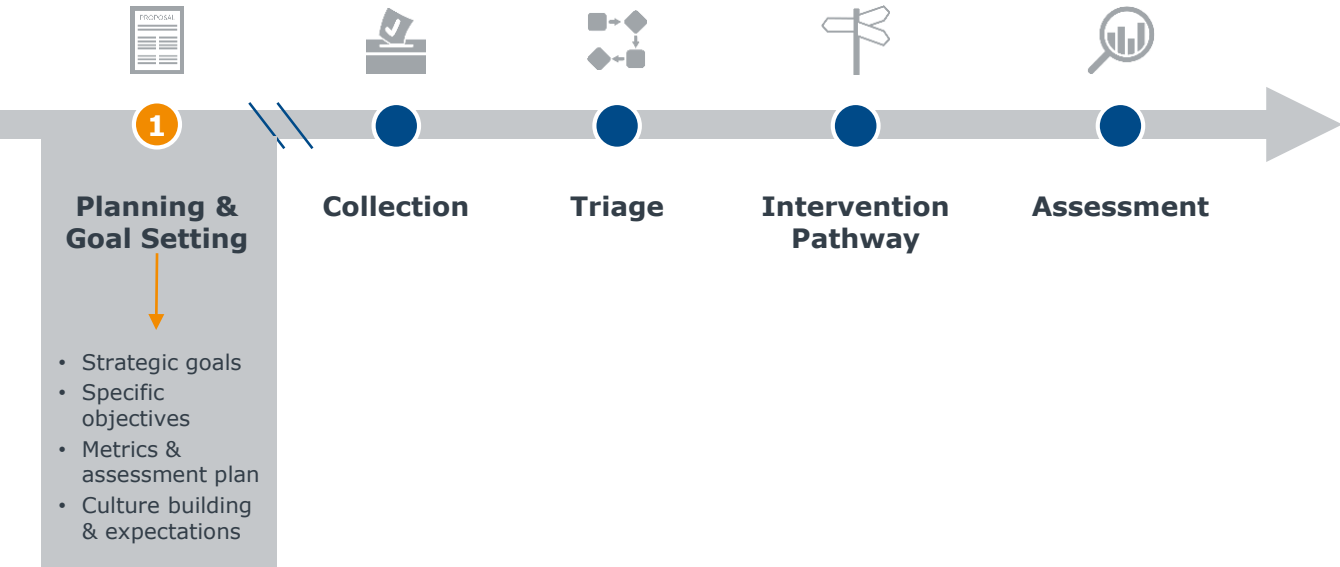 PROPOSAL
1
Planning &
Goal Setting
Collection
Triage
Intervention
Pathway
Assessment
• Strategic goals
• Specific
objectives
• Metrics &
assessment plan
• Culture building
& expectations